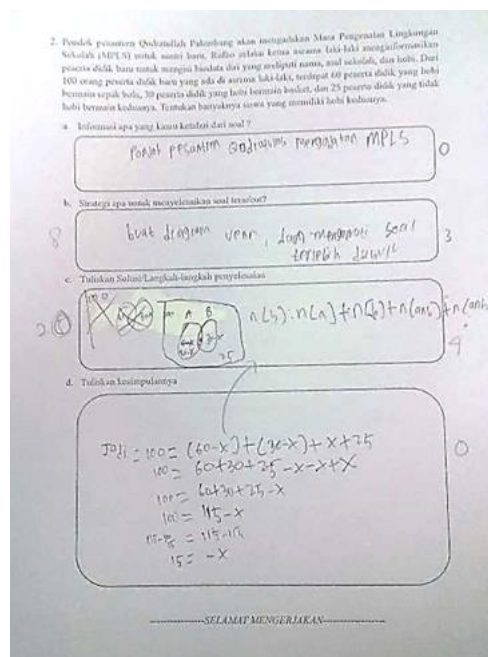 2. Pondok pesantren Qodratullah Palembang akan mengadakan Masa Pengenalan Lingkungan
Sekolah (MPLS) untuk santri baru. Rafho selaku ketua asrama laki-laki menginformasikan
peserta didik baru untuk mengisi biodata diri yang meliputi nama, asal sekolah, dan hobi. Dari
100 orang peserta didik baru yang ada di asrama laki-laki, terdapat 60 peserta didik yang hobi
bermain sepak bola, 30 peserta didik yang hobi bermain basket, dan 25 peserta didik yang tidak
hobi bermain keduanya. Tentukan banyaknya siswa yang memiliki hobi keduanya.
a. Informasi apa yang kamu ketahui dari soal ?
Pondok pesantren mengadakan MPLS
0
b. Strategi apa untuk menyelesaikan soal tersebut?
8
buat diagram venn, dan soal
terlebih
3
c. Tuliskan Solusi/Langkah-langkah penyelesaian
A B
25
n(s) = n(a) + n(b) + n(anb) + n(anb
4
d. Tuliskan kesimpulannya
Jadi = 100 = (60-x)+(30-x)+x+25
100 = 60+30+25-x-x+x
100 = 60+30+25-x
100 = 115-x
15 = -x
0
SELAMAT MENGERJAKAN